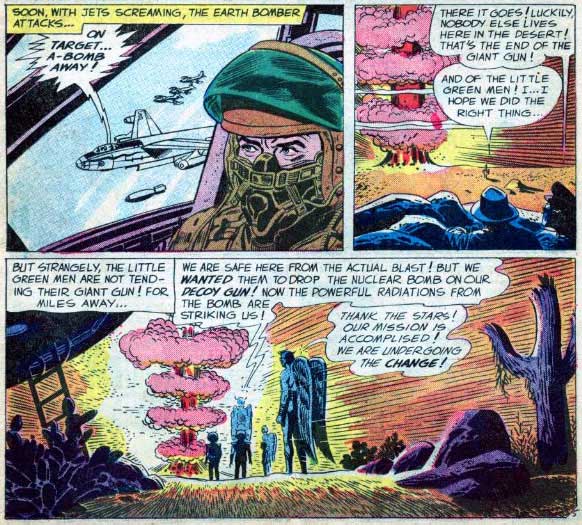 SOON, WITH JETS SCREAMING, THE EARTH BOMBER
ATTACKS...
ON
TARGET...
A-BOMB
AWAY!
THERE IT GOES! LUCKILY,
NOBODY ELSE LIVES
HERE IN THE DESERT!
THAT'S THE END OF THE
GIANT GUN!
AND OF THE LITTLE
GREEN MEN! I...I
HOPE WE DID THE
RIGHT THING...
BUT STRANGELY, THE LITTLE
GREEN MEN ARE NOT TEND-
ING THEIR GIANT GUN! FOR
MILES AWAY...
WE ARE SAFE HERE FROM THE ACTUAL BLAST! BUT WE
WANTED THEM TO DROP THE NUCLEAR BOMB ON OUR
DECOY GUN! NOW THE POWERFUL RADIATIONS FROM
THE BOMB ARE
STRIKING US!
THANK THE STARS!
OUR MISSION IS
ACCOMPLISHED!
WE ARE UNDERGOING
THE CHANGE!